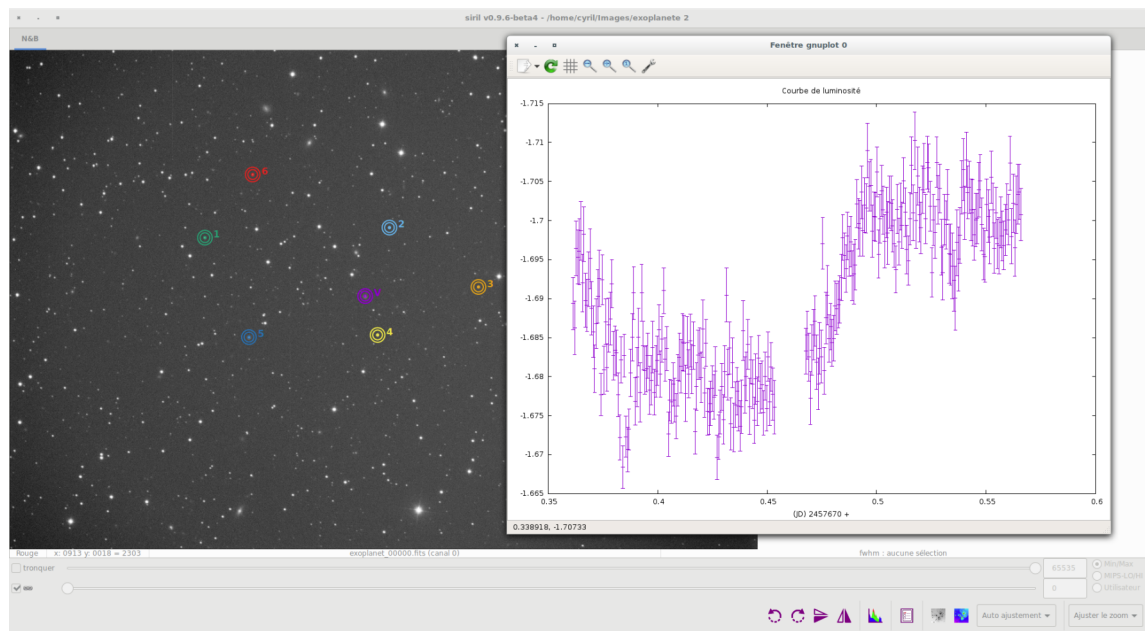 siril v0.9.6-beta4 - /home/cyril/Images/exoplanete 2
N&B
Fenêtre gnuplot 0
Courbe de luminosité
-1.715
-1.71
-1.705
-1.7
-1.695
-1.69
-1.685
-1.68
-1.675
-1.67
-1.665
0.35 0.4 0.45 0.5 0.55 0.6
(JD) 2457670 +
0.338918, -1.70733
6
2
1
3
4
5
Rouge x: 0913 y: 0018 = 2303 exoplanet_00000.fits (canal 0) fwhm : aucune sélection
tronquer 65535 Min/Max
MIPS-LO/HI
0 Utilisateur
Auto ajustement Ajuster le zoom